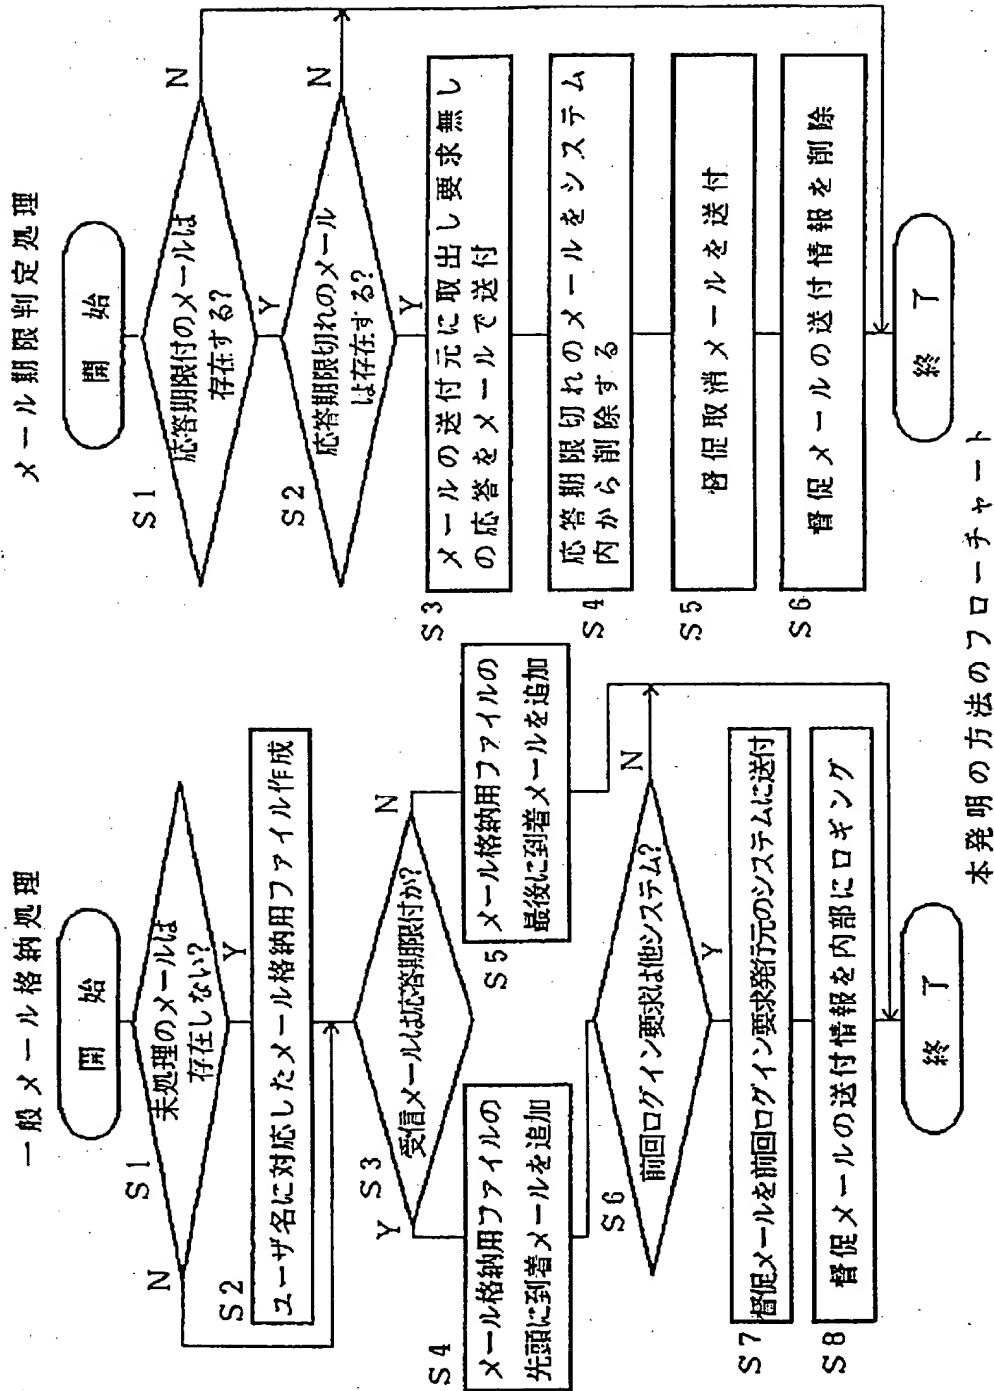 一般メール格納処理
開始
S1
未処理のメールは
存在しない?
N
Y
S2
ユーザ名に対応したメール格納用ファイル作成
S3
受信メールは応答期限付か?
Y
N
S4
メール格納用ファイルの
先頭に到着メールを追加
S5
メール格納用ファイルの
最後に到着メールを追加
S6
前回ログイン要求は他システム?
N
Y
S7
督促メールを前回ログイン要求発行元のシステムに送付
S8
督促メールの送付情報を内部にロギング
終了
メール期限判定処理
開始
S1
応答期限付のメールは
存在する?
N
Y
S2
応答期限切れのメール
は存在する?
N
Y
S3
メールの送付元に取出し要求無し
の応答をメールで送付
S4
応答期限切れのメールをシステム
内から削除する
S5
督促取消メールを送付
S6
督促メールの送付情報を削除
終了
本発明の方法のフローチャート